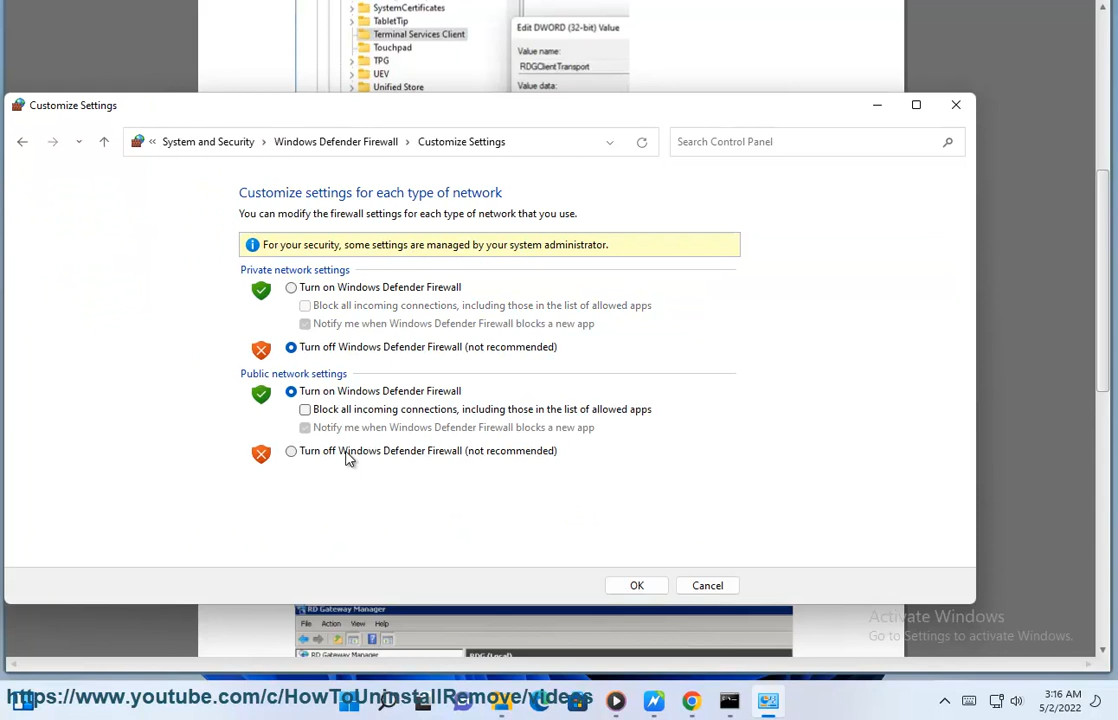 SystemCertificates
TabletTip
Terminal Services Client
Touchpad
TPG
UEV
Unified Store
Edit DWORD (32-bit) Value
Value name:
RDGClientTransport
Value data:
Customize Settings
« System and Security > Windows Defender Firewall > Customize Settings
Search Control Panel
Customize settings for each type of network
You can modify the firewall settings for each type of network that you use.
For your security, some settings are managed by your system administrator.
Private network settings
Turn on Windows Defender Firewall
Block all incoming connections, including those in the list of allowed apps
Notify me when Windows Defender Firewall blocks a new app
Turn off Windows Defender Firewall (not recommended)
Public network settings
Turn on Windows Defender Firewall
Block all incoming connections, including those in the list of allowed apps
Notify me when Windows Defender Firewall blocks a new app
Turn off Windows Defender Firewall (not recommended)
OK Cancel
Activate Windows
Go to Settings to activate Windows.
RD Gateway Manager
File Action View Help
RD Gateway Manager
RDG (Local)
https://www.youtube.com/c/HowToUninstallRemove/videos
3:16 AM
5/2/2022